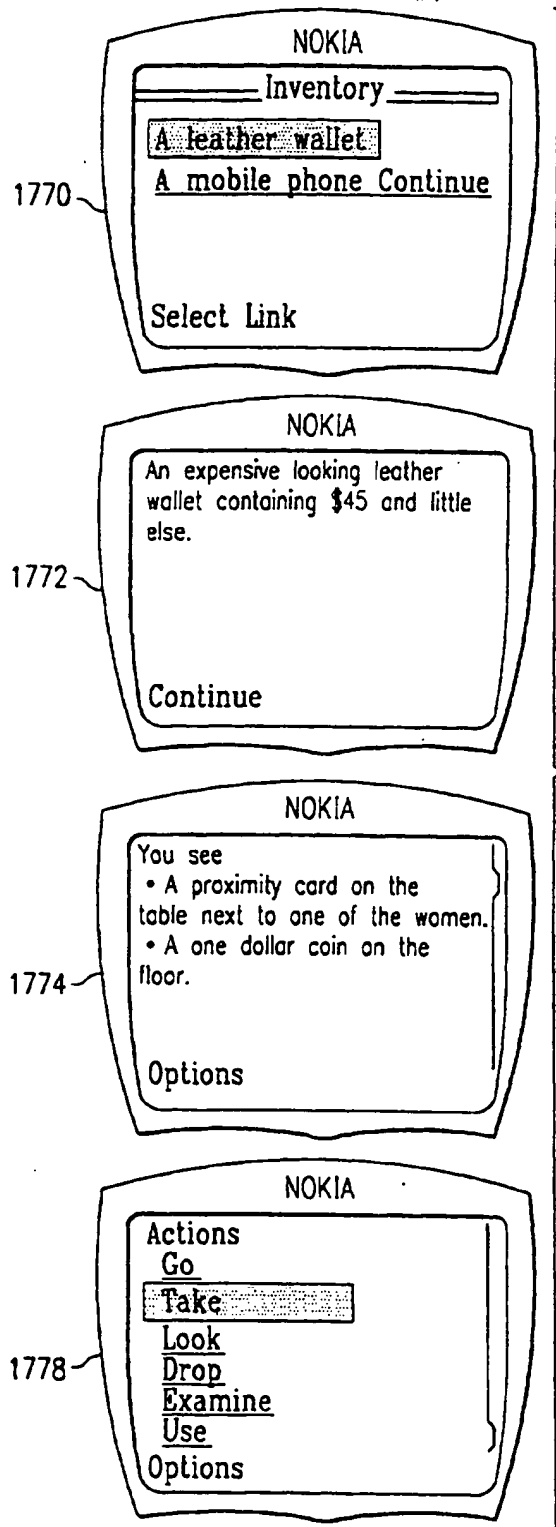 NOKIA
Inventory
A leather wallet
A mobile phone Continue
1770
Select Link
NOKIA
An expensive looking leather
wallet containing $45 and little
else.
1772
Continue
NOKIA
You see
• A proximity card on the
table next to one of the women.
• A one dollar coin on the
floor.
1774
Options
NOKIA
Actions
Go
Take
Look
1778
Drop
Examine
Use
Options